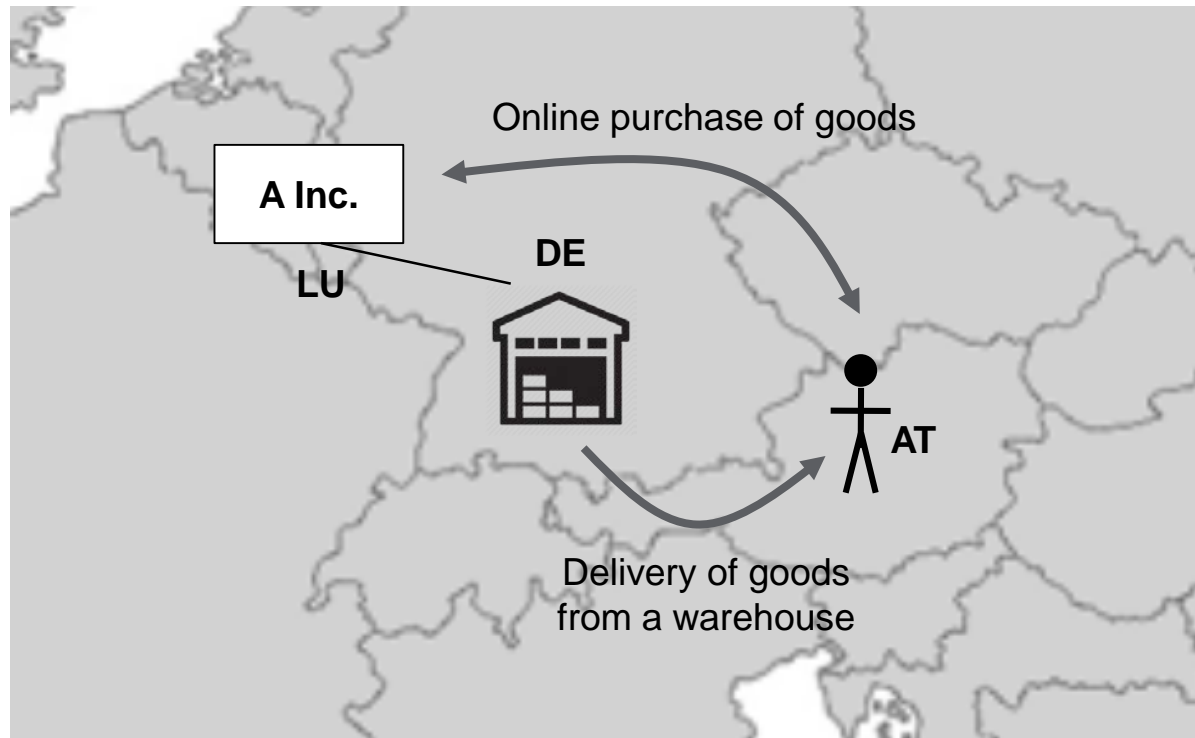 Online purchase of goods
A Inc.
DE
LU
AT
Delivery of goods
from a warehouse